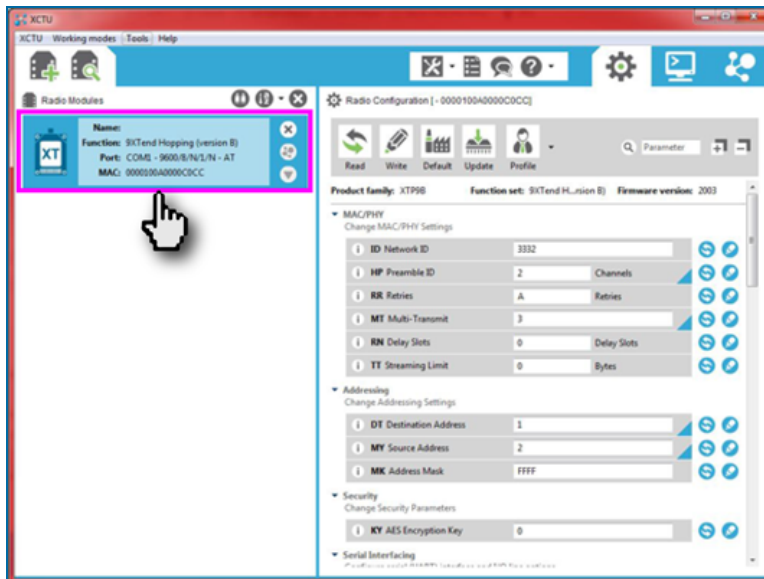 XCTU
XCTU Working modes Tools Help
Radio Modules
Radio Configuration [ - 0000100A0000C0CC]
XT
Name:
Function: 9XTend Hopping (version B)
Port: COM1 - 9600/8/N/1/N - AT
MAC: 0000100A0000C0CC
Read Write Default Update Profile
Parameter
Product family: XTP9B Function set: 9XTend H...rsion B) Firmware version: 2003
MAC/PHY
Change MAC/PHY Settings
i ID Network ID 3332
i HP Preamble ID 2 Channels
i RR Retries A Retries
i MT Multi-Transmit 3
i RN Delay Slots 0 Delay Slots
i TT Streaming Limit 0 Bytes
Addressing
Change Addressing Settings
i DT Destination Address 1
i MY Source Address 2
i MK Address Mask FFFF
Security
Change Security Parameters
i KY AES Encryption Key 0
Serial Interfacing